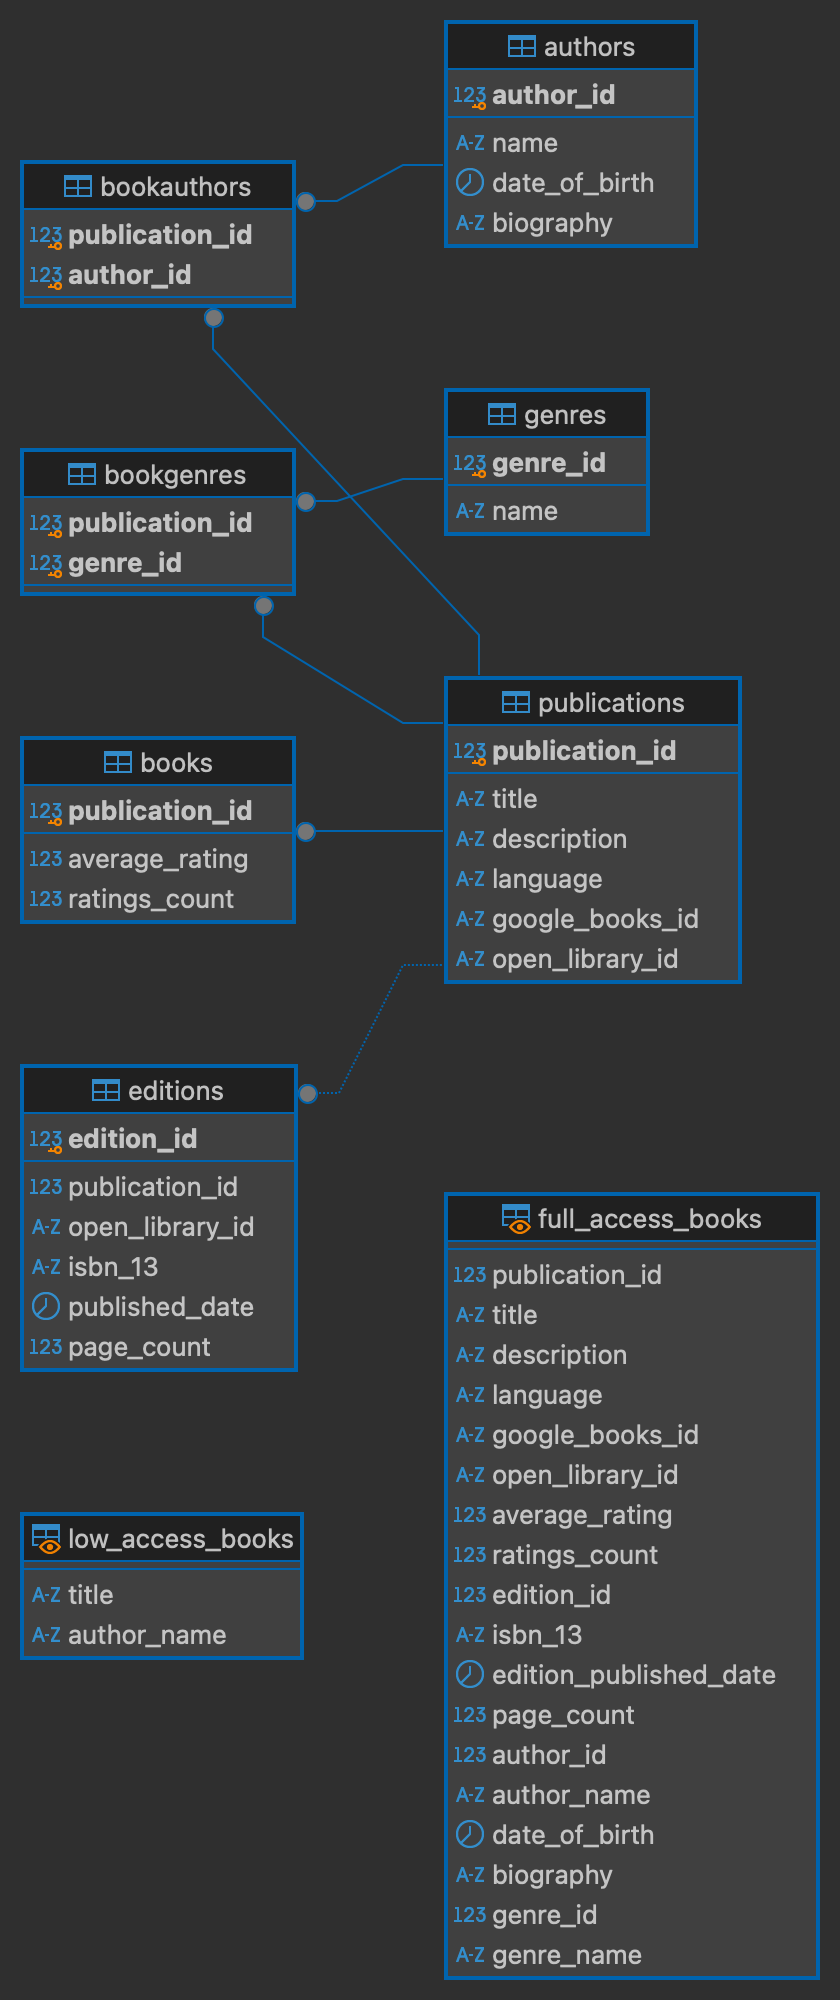 authors
123 author_id
A-Z name
date_of_birth
A-Z biography
bookauthors
123 publication_id
123 author_id
genres
123 genre_id
A-Z name
bookgenres
123 publication_id
123 genre_id
publications
123 publication_id
A-Z title
A-Z description
A-Z language
A-Z google_books_id
A-Z open_library_id
books
123 publication_id
123 average_rating
123 ratings_count
editions
123 edition_id
123 publication_id
A-Z open_library_id
A-Z isbn_13
published_date
123 page_count
full_access_books
123 publication_id
A-Z title
A-Z description
A-Z language
A-Z google_books_id
A-Z open_library_id
123 average_rating
123 ratings_count
123 edition_id
A-Z isbn_13
edition_published_date
123 page_count
123 author_id
A-Z author_name
date_of_birth
A-Z biography
123 genre_id
A-Z genre_name
low_access_books
A-Z title
A-Z author_name